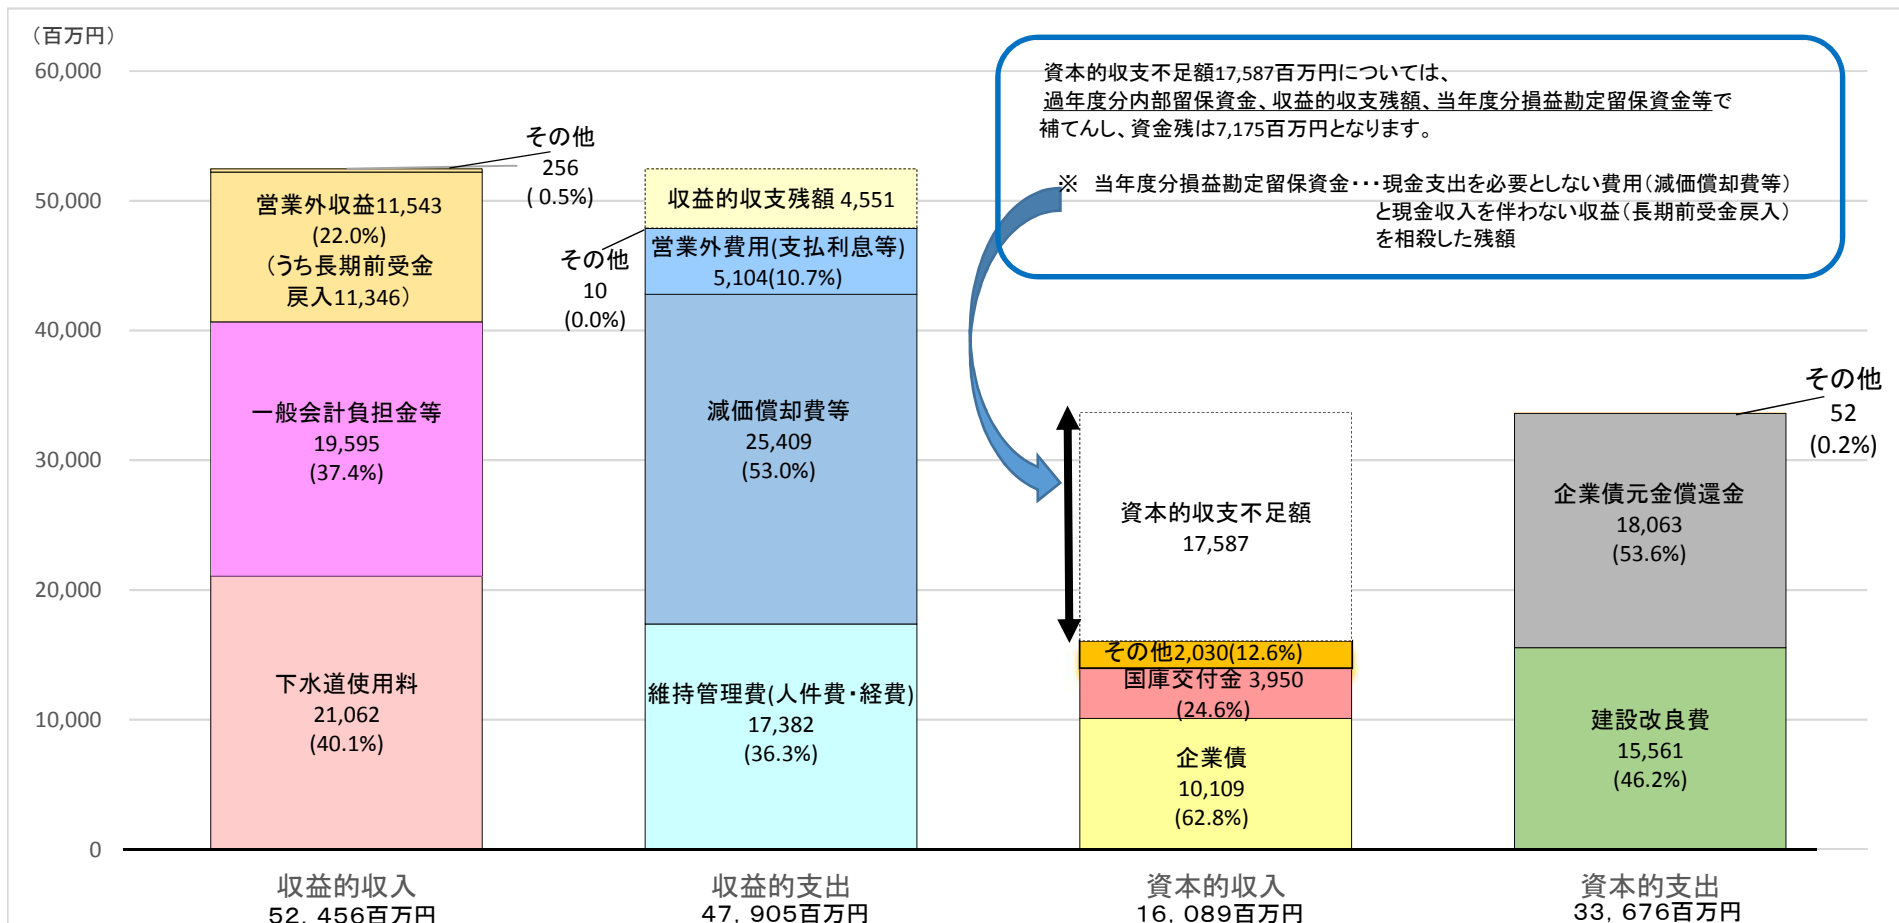 （百万円）
60,000
50,000
40,000
30,000
20,000
10,000
0
資本的収支不足額17,587百万円については、
過年度分内部留保資金、収益的収支残額、当年度分損益勘定留保資金等で
補てんし、資金残は7,175百万円となります。
※　当年度分損益勘定留保資金・・・現金支出を必要としない費用（減価償却費等）
と現金収入を伴わない収益（長期前受金戻入）
を相殺した残額
その他
256
( 0.5%)
営業外収益11,543
(22.0%)
（うち長期前受金
戻入11,346）
一般会計負担金等
19,595
(37.4%)
下水道使用料
21,062
(40.1%)
収益的収入
52，456百万円
収益的収支残額 4,551
その他
10
(0.0%)
営業外費用(支払利息等)
5,104(10.7%)
減価償却費等
25,409
(53.0%)
維持管理費(人件費・経費)
17,382
(36.3%)
収益的支出
47，905百万円
資本的収支不足額
17,587
その他2,030(12.6%)
国庫交付金 3,950
(24.6%)
企業債
10,109
(62.8%)
資本的収入
16，089百万円
その他
52
(0.2%)
企業債元金償還金
18,063
(53.6%)
建設改良費
15,561
(46.2%)
資本的支出
33，676百万円